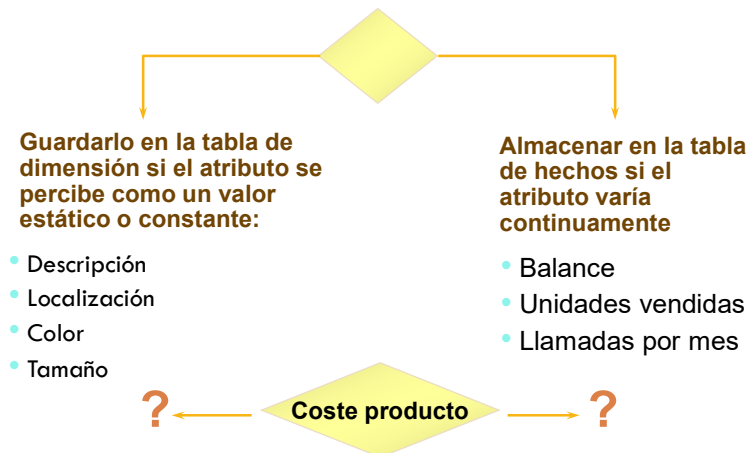 Guardarlo en la tabla de
dimensión si el atributo se
percibe como un valor
estático o constante:
• Descripción
• Localización
• Color
• Tamaño
Almacenar en la tabla
de hechos si el
atributo varía
continuamente
• Balance
• Unidades vendidas
• Llamadas por mes
?
Coste producto
?